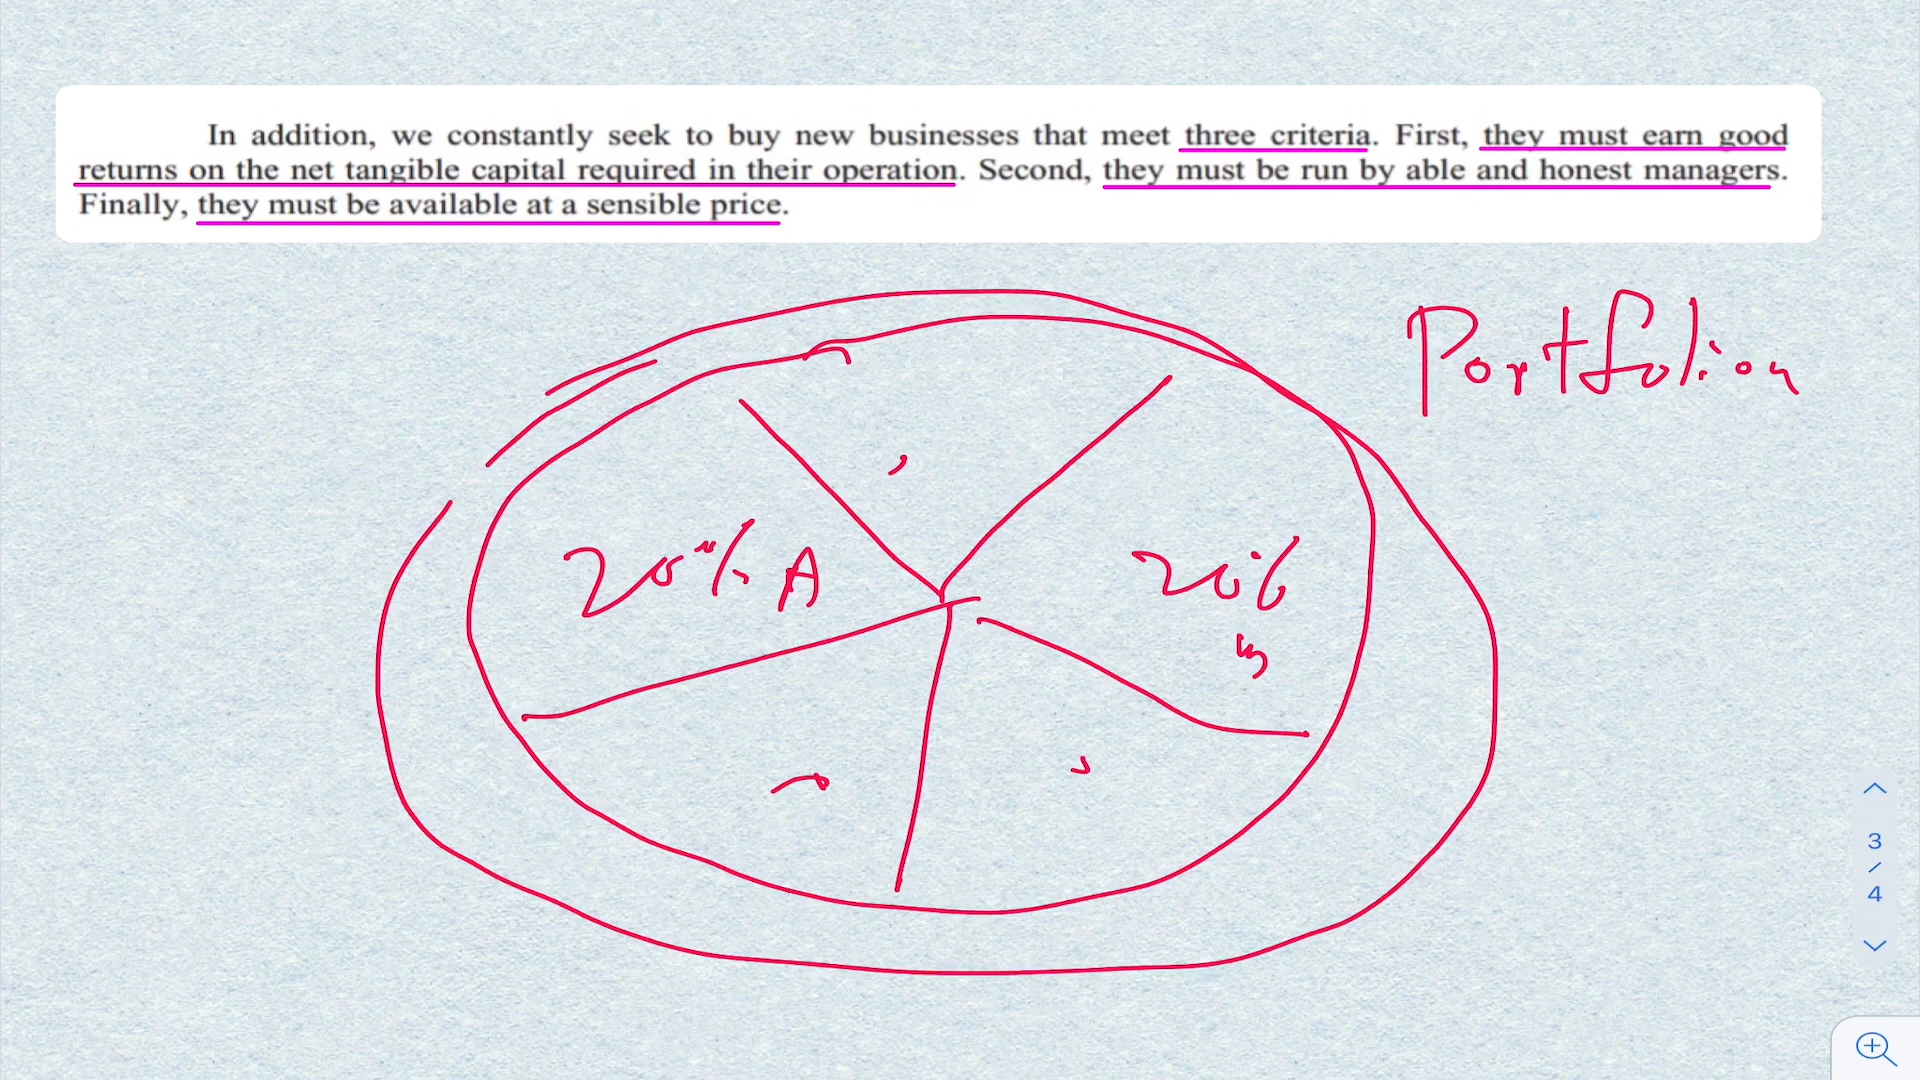 In addition, we constantly seek to buy new businesses that meet three criteria. First, they must earn good
returns on the net tangible capital required in their operation. Second, they must be run by able and honest managers.
Finally, they must be available at a sensible price.
Portfolion
20% A
20%
3
/
4